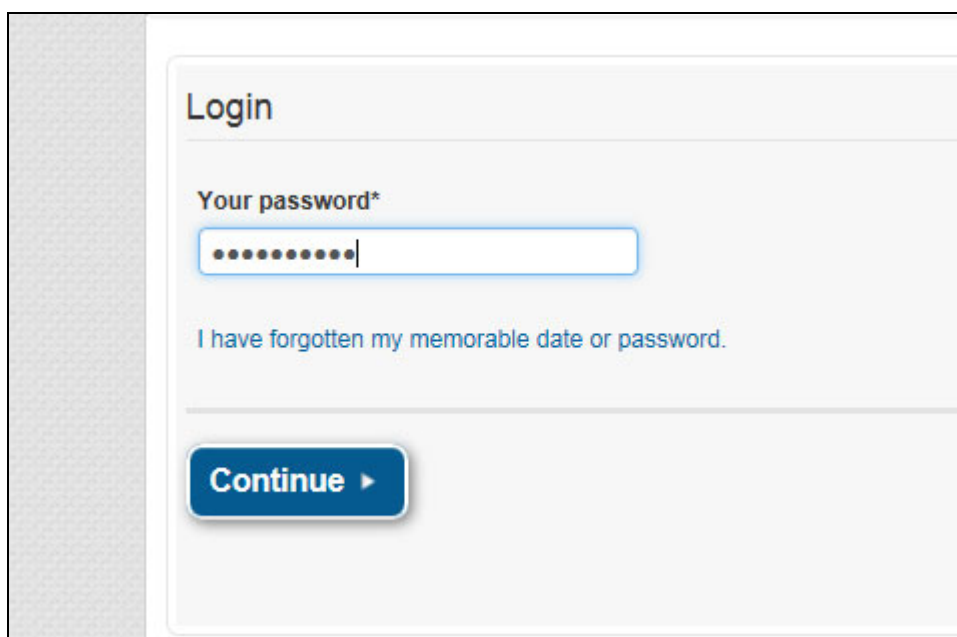 Login
Your password*
••••••••••
I have forgotten my memorable date or password.
Continue ▸